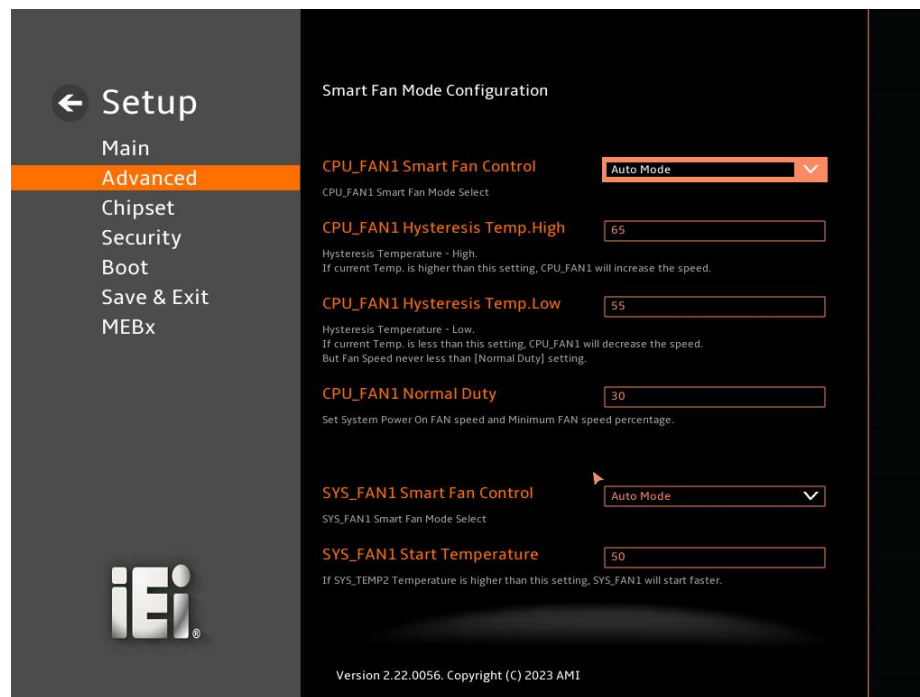 Setup
Main
Advanced
Chipset
Security
Boot
Save & Exit
MEBx
Smart Fan Mode Configuration
CPU_FAN1 Smart Fan Control
Auto Mode
CPU_FAN1 Smart Fan Mode Select
CPU_FAN1 Hysteresis Temp.High
65
Hysteresis Temperature - High.
If current Temp. is higher than this setting, CPU_FAN1 will increase the speed.
CPU_FAN1 Hysteresis Temp.Low
55
Hysteresis Temperature - Low.
If current Temp. is less than this setting, CPU_FAN1 will decrease the speed.
But Fan Speed never less than [Normal Duty] setting.
CPU_FAN1 Normal Duty
30
Set System Power On FAN speed and Minimum FAN speed percentage.
SYS_FAN1 Smart Fan Control
Auto Mode
SYS_FAN1 Smart Fan Mode Select
SYS_FAN1 Start Temperature
50
If SYS_TEMP2 Temperature is higher than this setting, SYS_FAN1 will start faster.
iEi®
Version 2.22.0056. Copyright (C) 2023 AMI